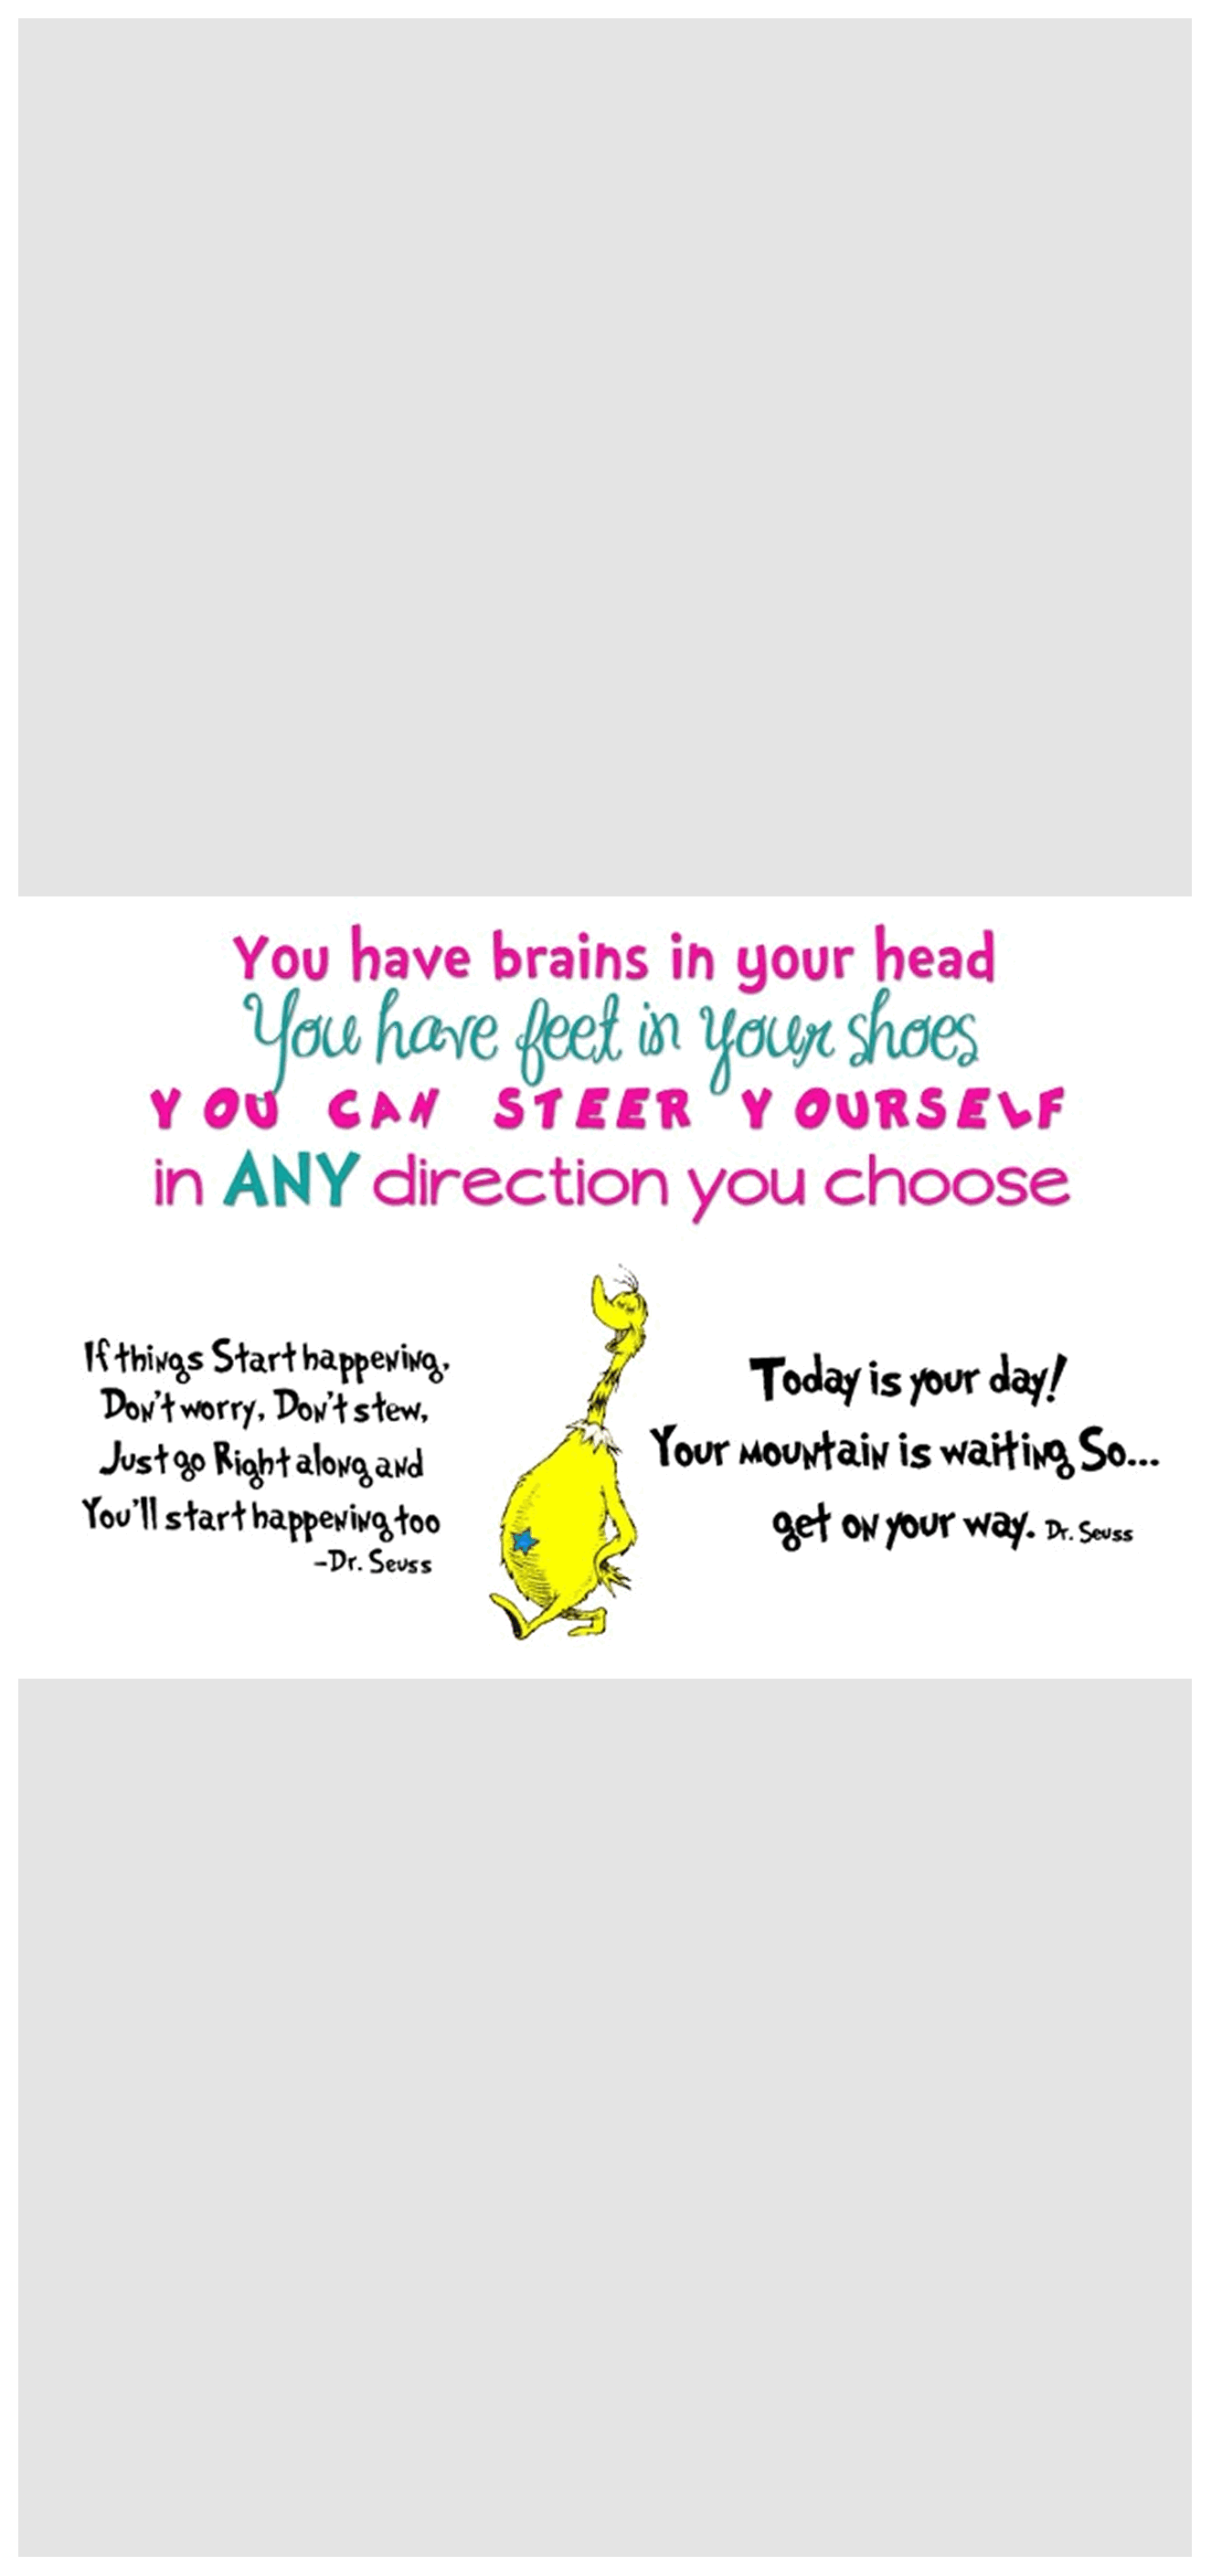 You have brains in your head
You have feet in your shoes
YOU CAN STEER YOURSELF
in ANY direction you choose
If things Start happening,
Don't worry, Don't stew,
Just go Right along and
You'll start happening too
-Dr. Seuss
Today is your day!
Your mountain is waiting So...
get on your way. Dr. Seuss